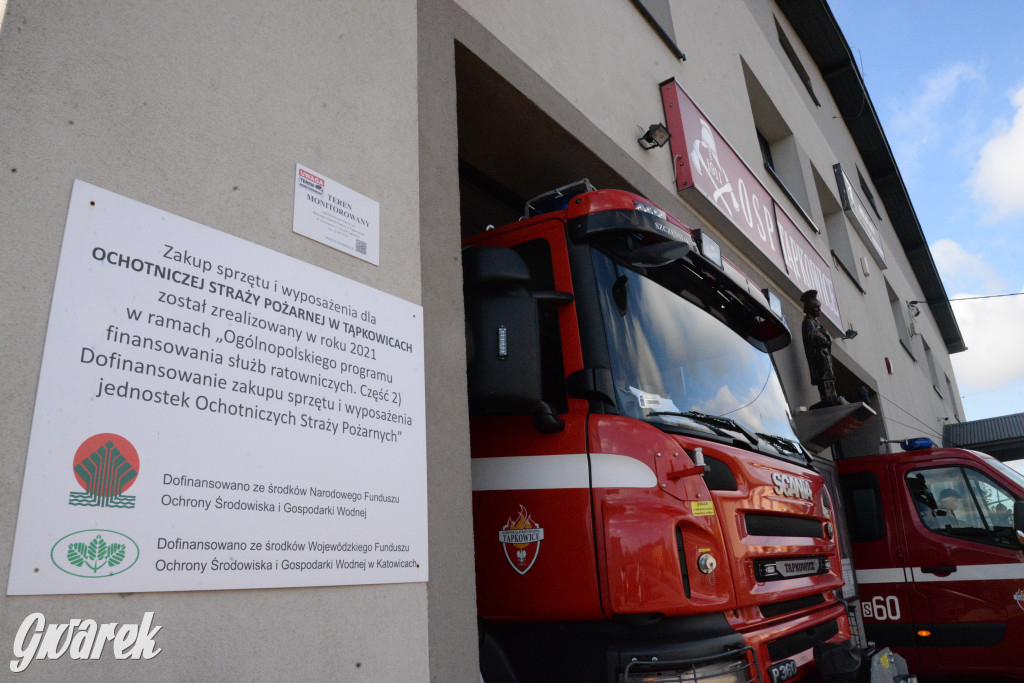 UWAGA
TEREN
MONITOROWANY
Zakup sprzętu i wyposażenia dla
OCHOTNICZEJ STRAŻY POŻARNEJ W TĄPKOWICACH
został zrealizowany w roku 2021
w ramach „Ogólnopolskiego programu
finansowania służb ratowniczych. Część 2)
Dofinansowanie zakupu sprzętu i wyposażenia
jednostek Ochotniczych Straży Pożarnych”
Dofinansowano ze środków Narodowego Funduszu
Ochrony Środowiska i Gospodarki Wodnej
Dofinansowano ze środków Wojewódzkiego Funduszu
Ochrony Środowiska i Gospodarki Wodnej w Katowicach
OSP
TĄPKOWICE
SCANIA
TĄPKOWICE
TĄPKOWICE
S 60
Gwarek